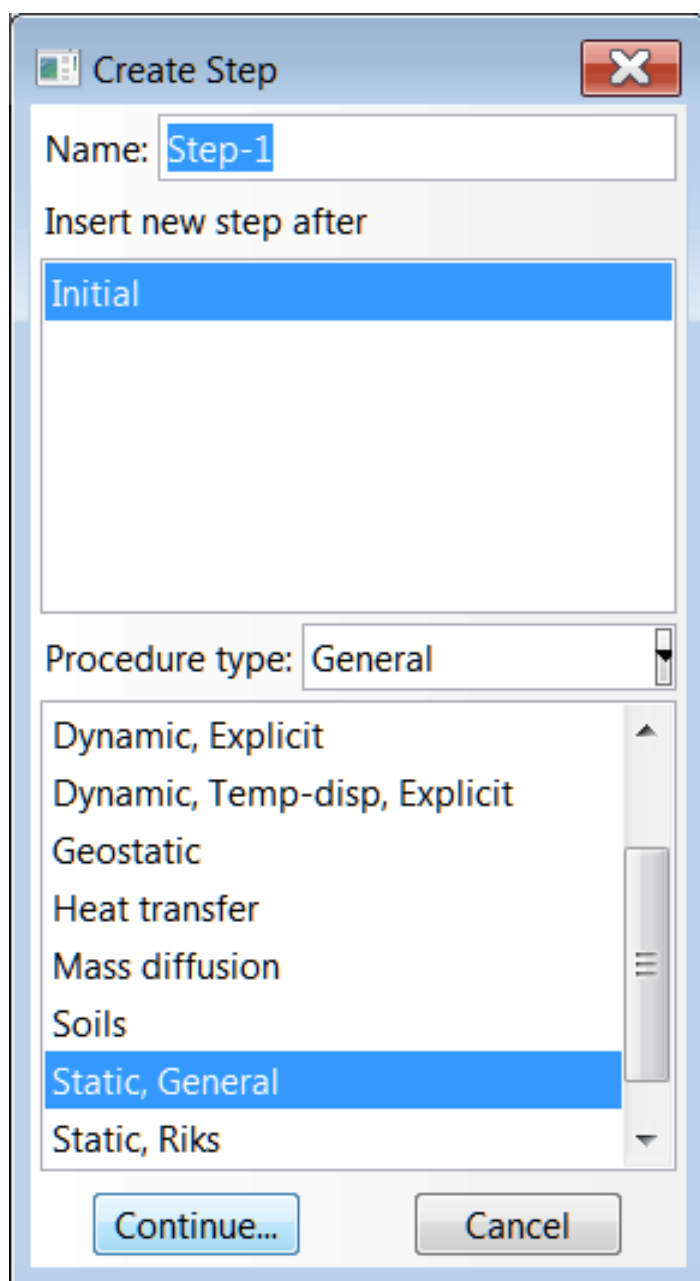 Create Step
Name: Step-1
Insert new step after
Initial
Procedure type: General
Dynamic, Explicit
Dynamic, Temp-disp, Explicit
Geostatic
Heat transfer
Mass diffusion
Soils
Static, General
Static, Riks
Continue... Cancel